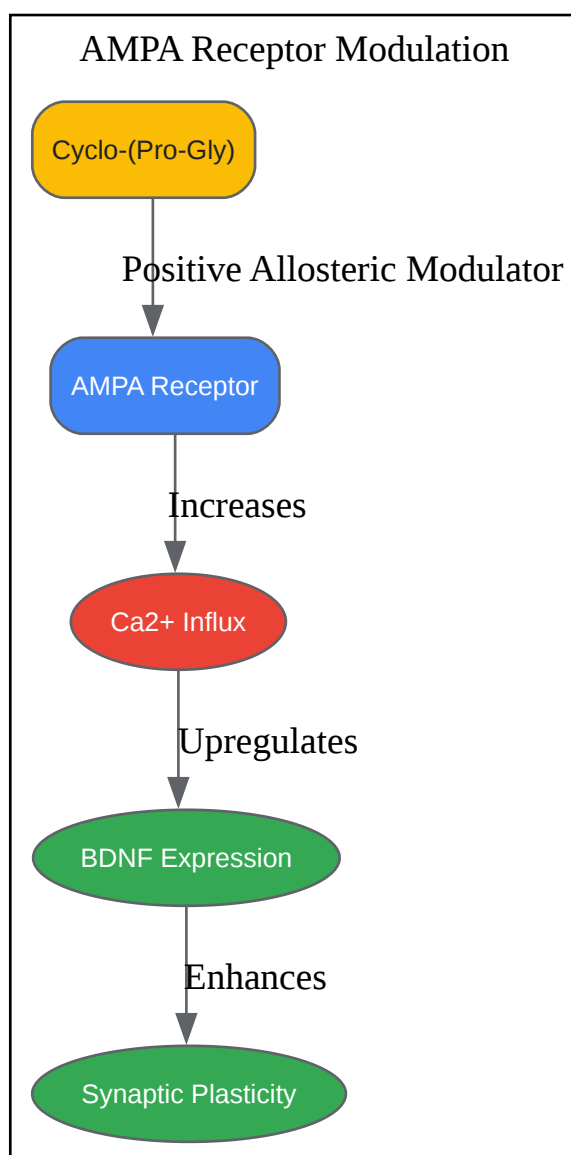 AMPA Receptor Modulation
Cyclo-(Pro-Gly)
Positive Allosteric Modulator
AMPA Receptor
Increases
Ca2+ Influx
Upregulates
BDNF Expression
Enhances
Synaptic Plasticity